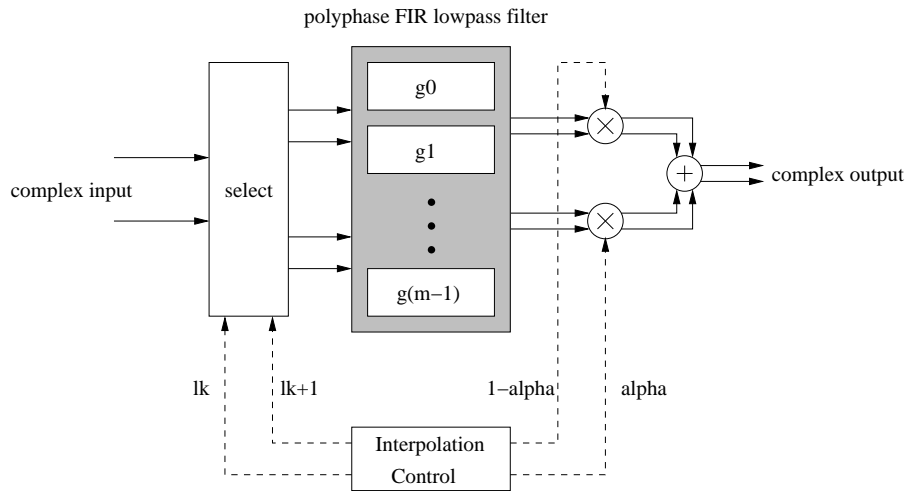 polyphase FIR lowpass filter
g0
g1
select
complex input
complex output
×
×
+
g(m−1)
lk
lk+1
1−alpha
alpha
Interpolation
Control